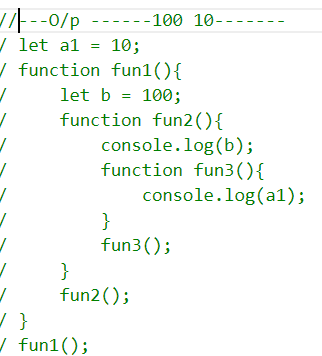 //---O/p ------100 10-------
/ let a1 = 10;
/ function fun1(){
/     let b = 100;
/     function fun2(){
/         console.log(b);
/         function fun3(){
/             console.log(a1);
/         }
/         fun3();
/     }
/     fun2();
/ }
/ fun1();